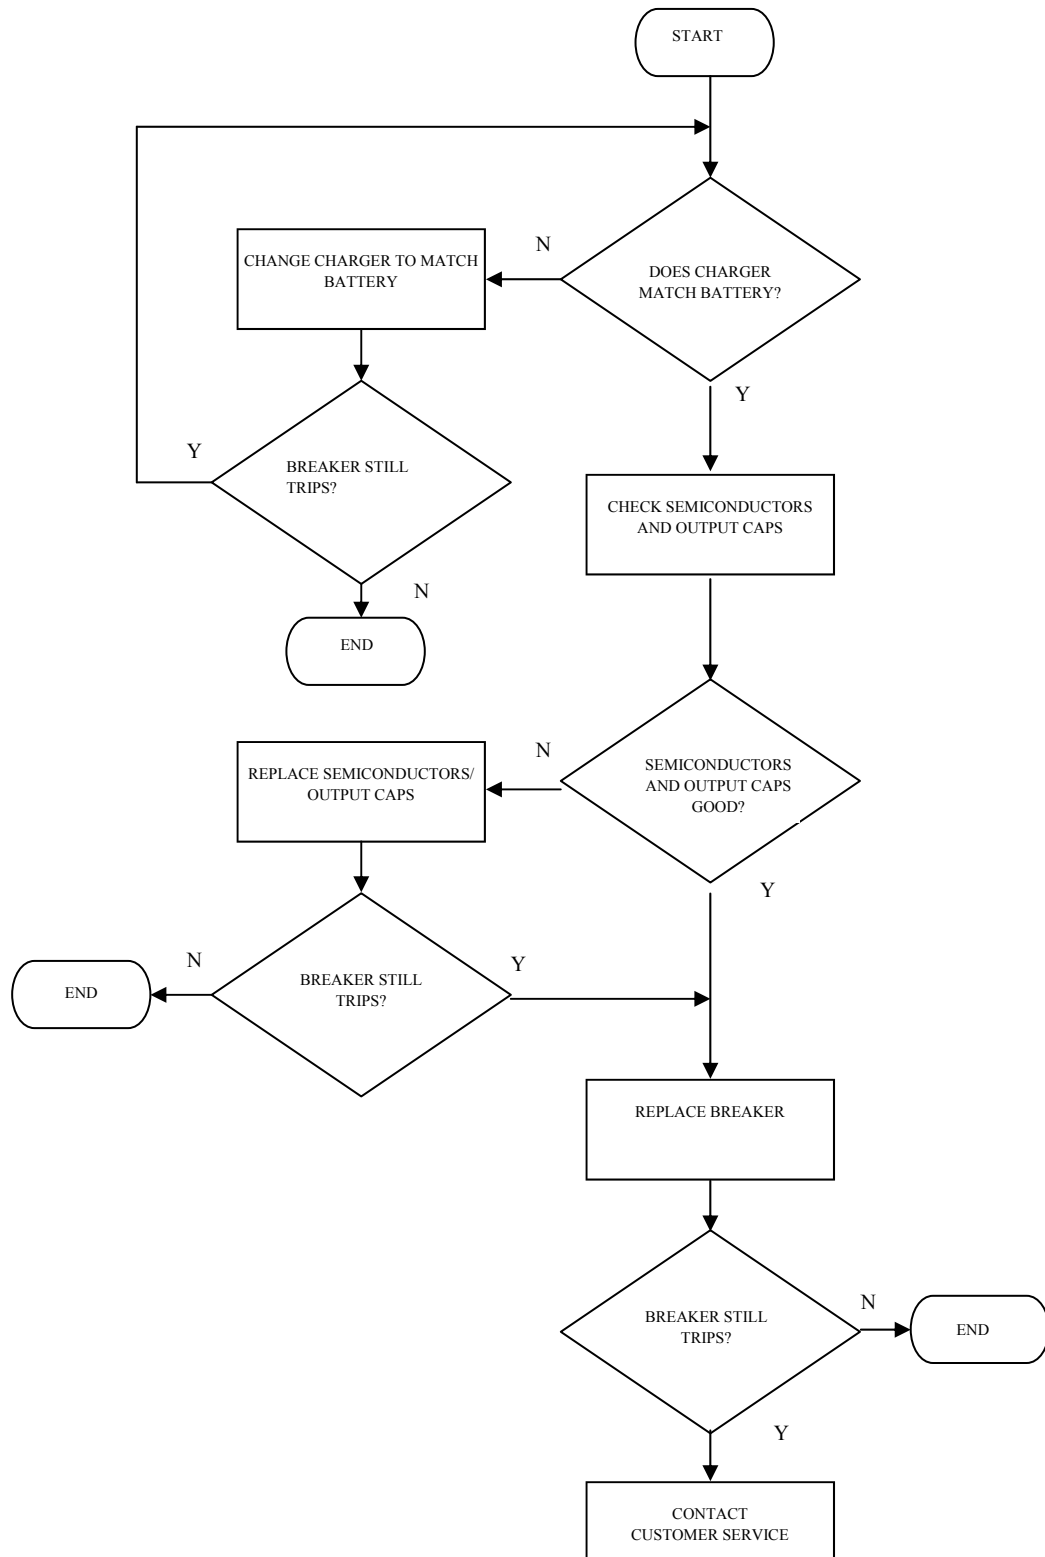 START
N
CHANGE CHARGER TO MATCH
BATTERY
DOES CHARGER
MATCH BATTERY?
Y
Y
BREAKER STILL
TRIPS?
N
END
CHECK SEMICONDUCTORS
AND OUTPUT CAPS
N
REPLACE SEMICONDUCTORS/
OUTPUT CAPS
SEMICONDUCTORS
AND OUTPUT CAPS
GOOD?
Y
N
END
BREAKER STILL
TRIPS?
Y
REPLACE BREAKER
BREAKER STILL
TRIPS?
N
END
Y
CONTACT
CUSTOMER SERVICE